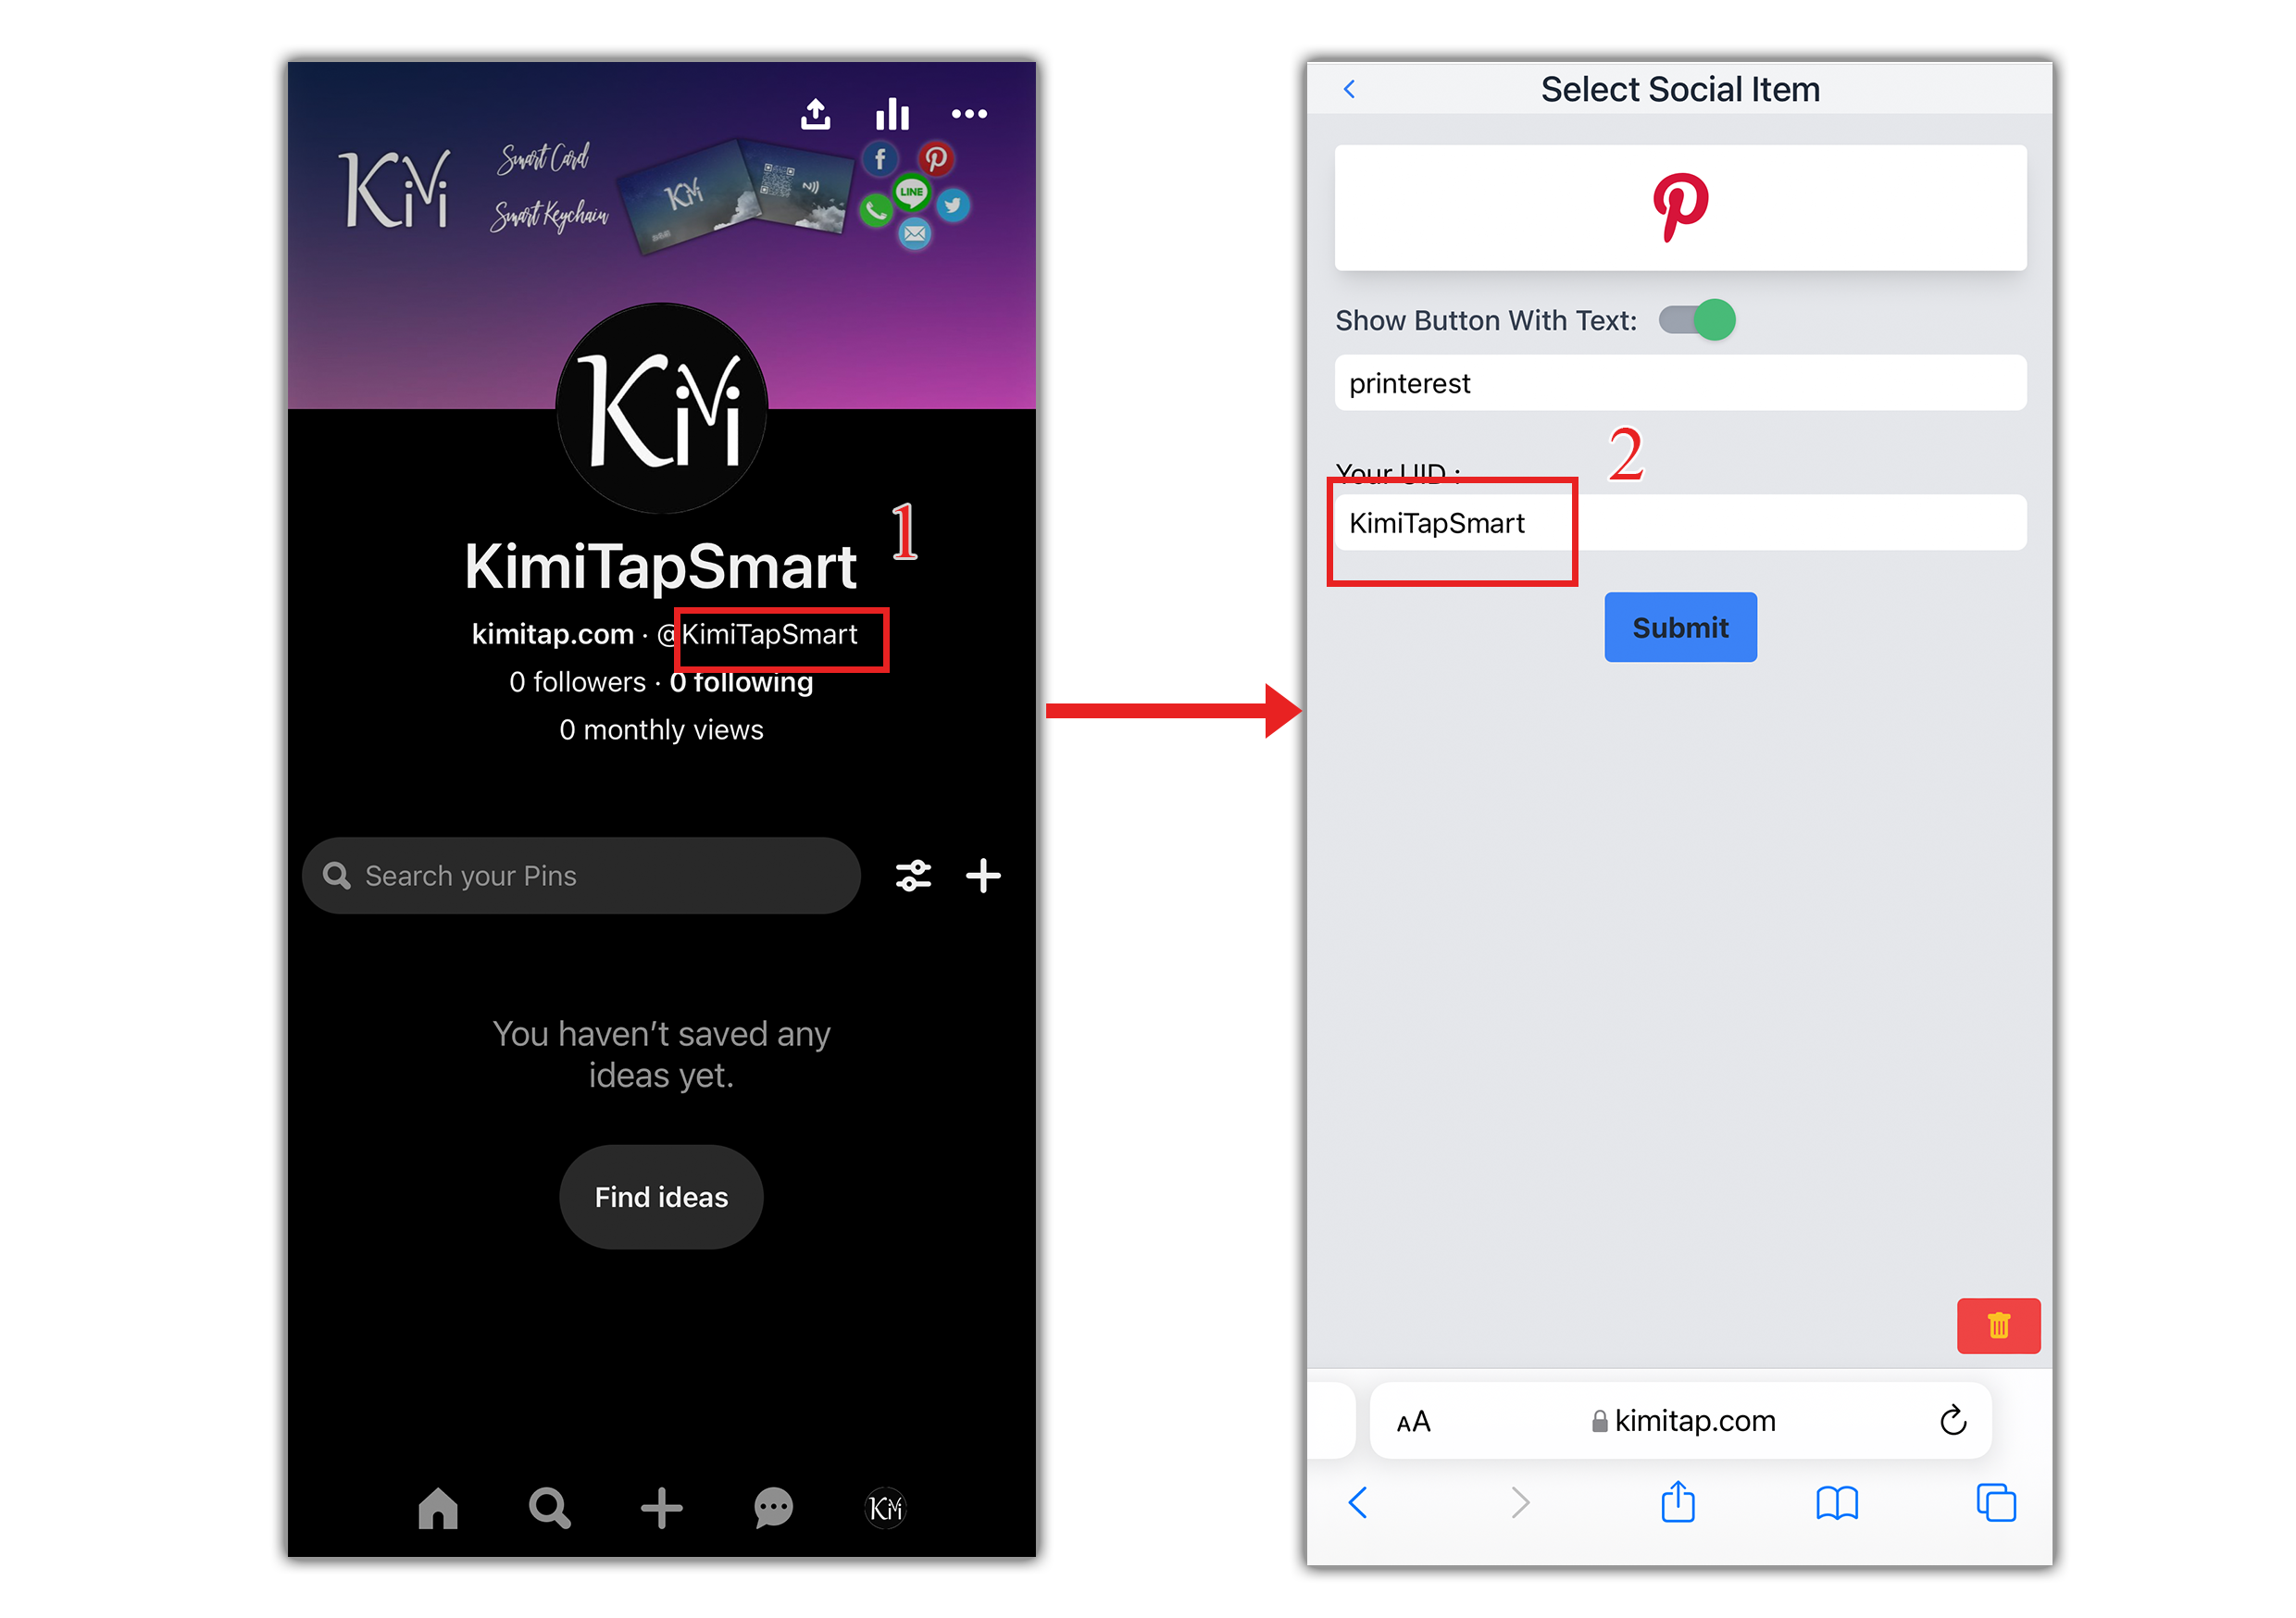 KiMi
Smart Card
Smart Keychain
KiMi
LINE
KiMi
KimiTapSmart
1
kimitap.com · @KimiTapSmart
0 followers · 0 following
0 monthly views
Search your Pins
You haven't saved any
ideas yet.
Find ideas
KiMi
Select Social Item
Show Button With Text:
printerest
2
Your UID :
KimiTapSmart
Submit
AA
kimitap.com